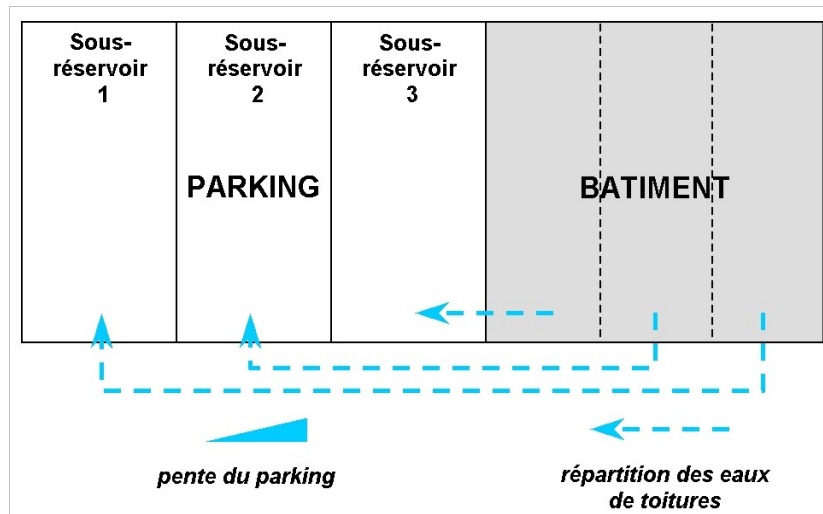 Sous-
réservoir
1
Sous-
réservoir
2
Sous-
réservoir
3
PARKING
BATIMENT
pente du parking
répartition des eaux
de toitures